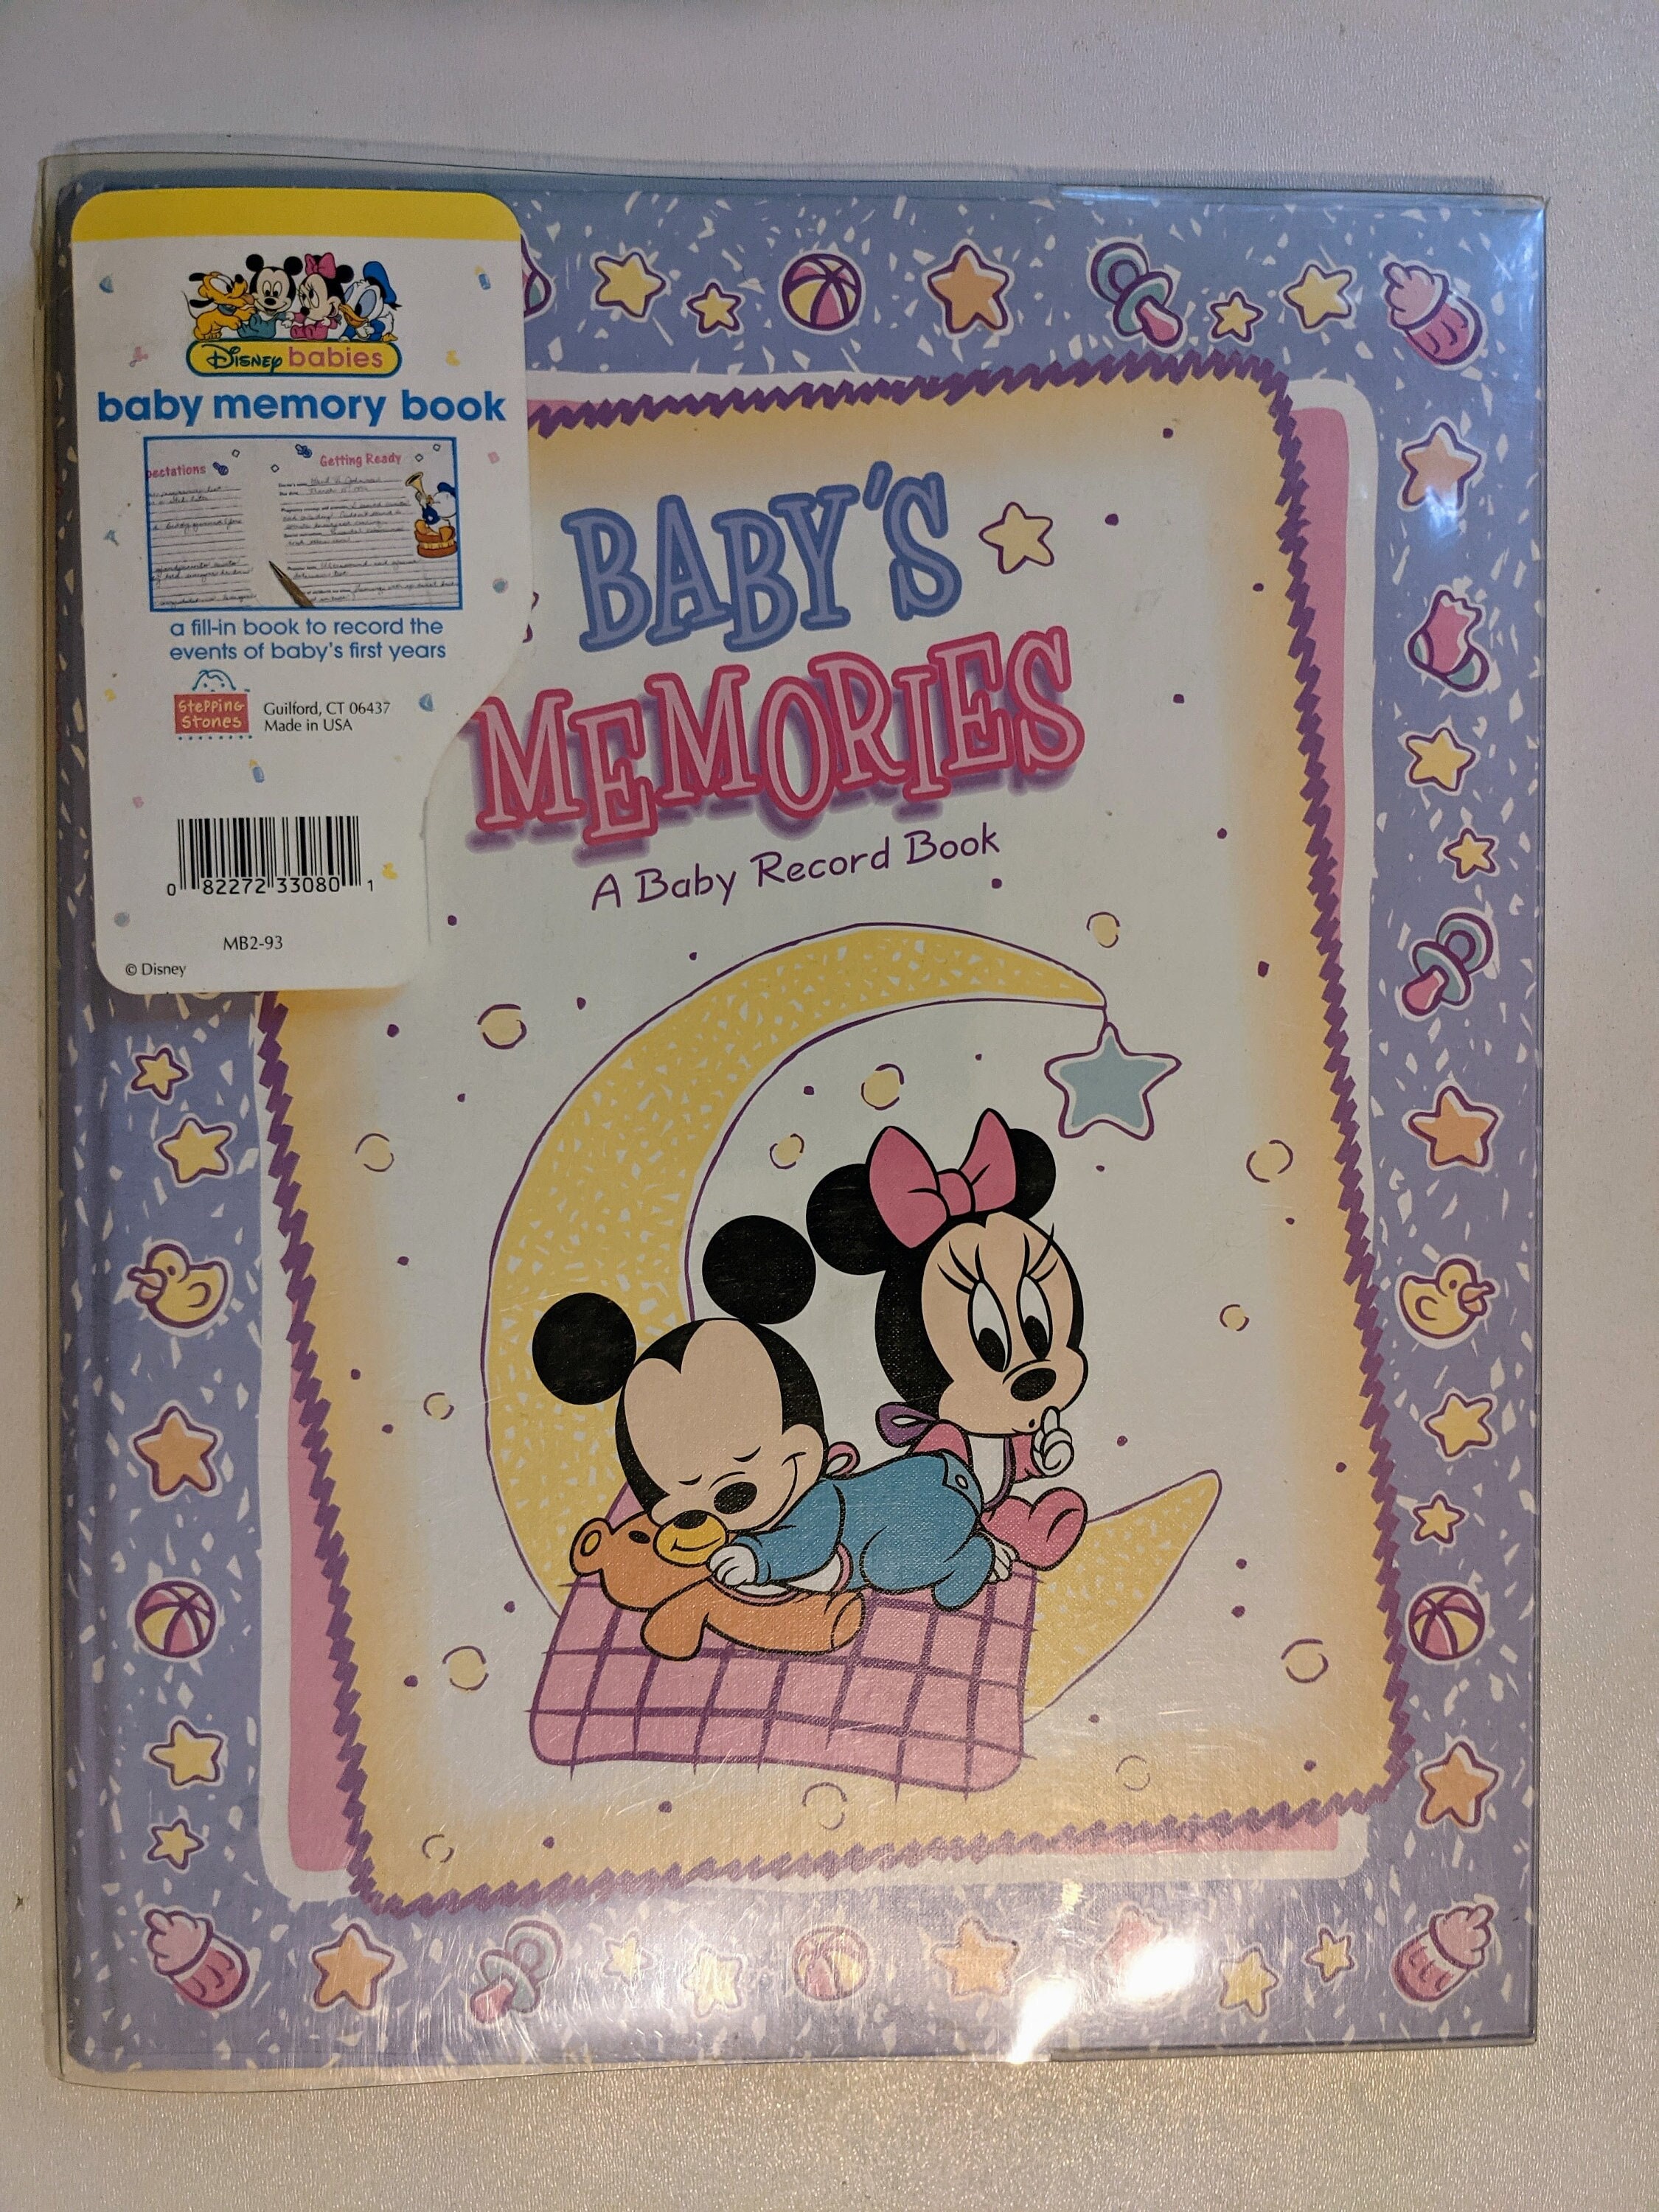 Disney babies
baby memory book
pectations
Getting Ready
a fill-in book to record the
events of baby's first years
Stepping
Stones
Guilford, CT 06437
Made in USA
0 82272 33080 1
MB2-93
© Disney
BABY'S
MEMORIES
A Baby Record Book